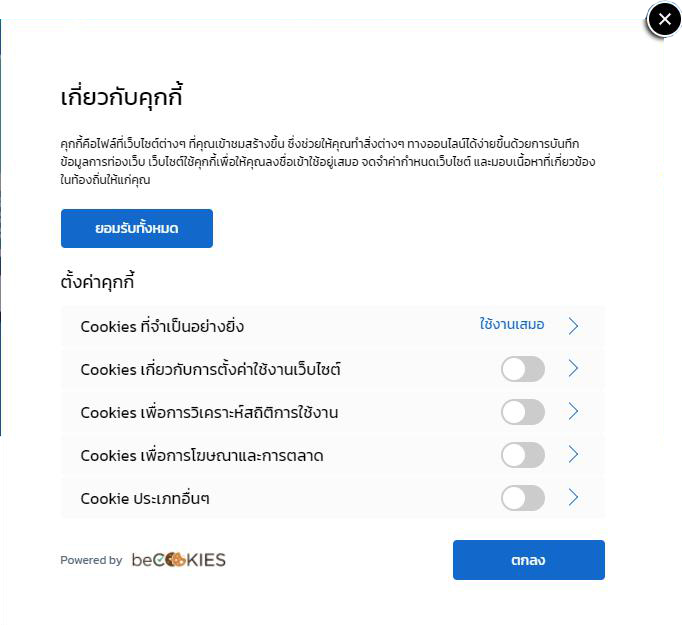 เกี่ยวกับคุกกี้
คุกกี้คือไฟล์ที่เว็บไซต์ต่างๆ ที่คุณเข้าชมสร้างขึ้น ซึ่งช่วยให้คุณทำสิ่งต่างๆ ทางออนไลน์ได้ง่ายขึ้นด้วยการบันทึก
ข้อมูลการท่องเว็บ เว็บไซต์ใช้คุกกี้เพื่อให้คุณลงชื่อเข้าใช้อยู่เสมอ จดจำค่ากำหนดเว็บไซต์ และมอบเนื้อหาที่เกี่ยวข้อง
ในท้องถิ่นให้แก่คุณ
ยอมรับทั้งหมด
ตั้งค่าคุกกี้
Cookies ที่จำเป็นอย่างยิ่ง ใช้งานเสมอ
Cookies เกี่ยวกับการตั้งค่าใช้งานเว็บไซต์
Cookies เพื่อการวิเคราะห์สถิติการใช้งาน
Cookies เพื่อการโฆษณาและการตลาด
Cookie ประเภทอื่นๆ
Powered by beCOOKIES
ตกลง